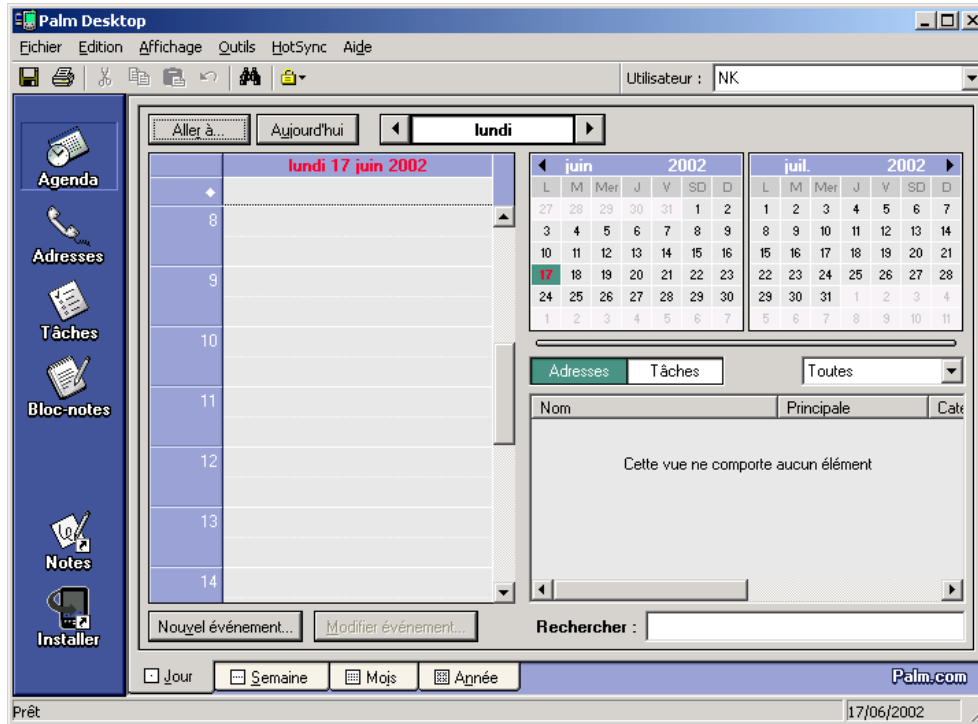 Palm Desktop
Fichier Edition Affichage Outils HotSync Aide
Utilisateur : NK
Aller à... Aujourd'hui lundi
Agenda
Adresses
Tâches
Bloc-notes
Notes
Installer
lundi 17 juin 2002
8
9
10
11
12
13
14
Nouvel événement... Modifier événement...
juin 2002
L M Mer J V SD D
27 28 29 30 31 1 2
3 4 5 6 7 8 9
10 11 12 13 14 15 16
17 18 19 20 21 22 23
24 25 26 27 28 29 30
1 2 3 4 5 6 7
juil. 2002
L M Mer J V SD D
1 2 3 4 5 6 7
8 9 10 11 12 13 14
15 16 17 18 19 20 21
22 23 24 25 26 27 28
29 30 31 1 2 3 4
5 6 7 8 9 10 11
Adresses Tâches Toutes
Nom Principale Caté
Cette vue ne comporte aucun élément
Rechercher :
Jour Semaine Mois Année
Palm.com
Prêt 17/06/2002